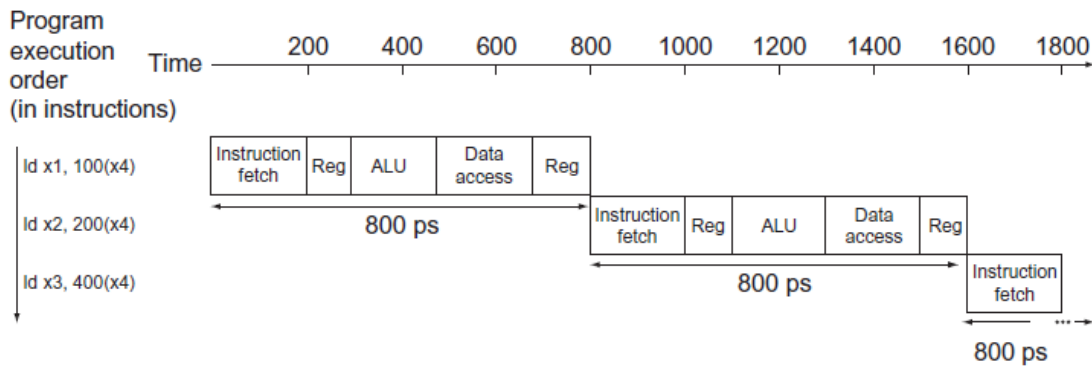 Program
execution
order
(in instructions)
Time
200 400 600 800 1000 1200 1400 1600 1800
ld x1, 100(x4)
Instruction fetch Reg ALU Data access Reg
800 ps
ld x2, 200(x4)
Instruction fetch Reg ALU Data access Reg
800 ps
ld x3, 400(x4)
Instruction fetch
...
800 ps